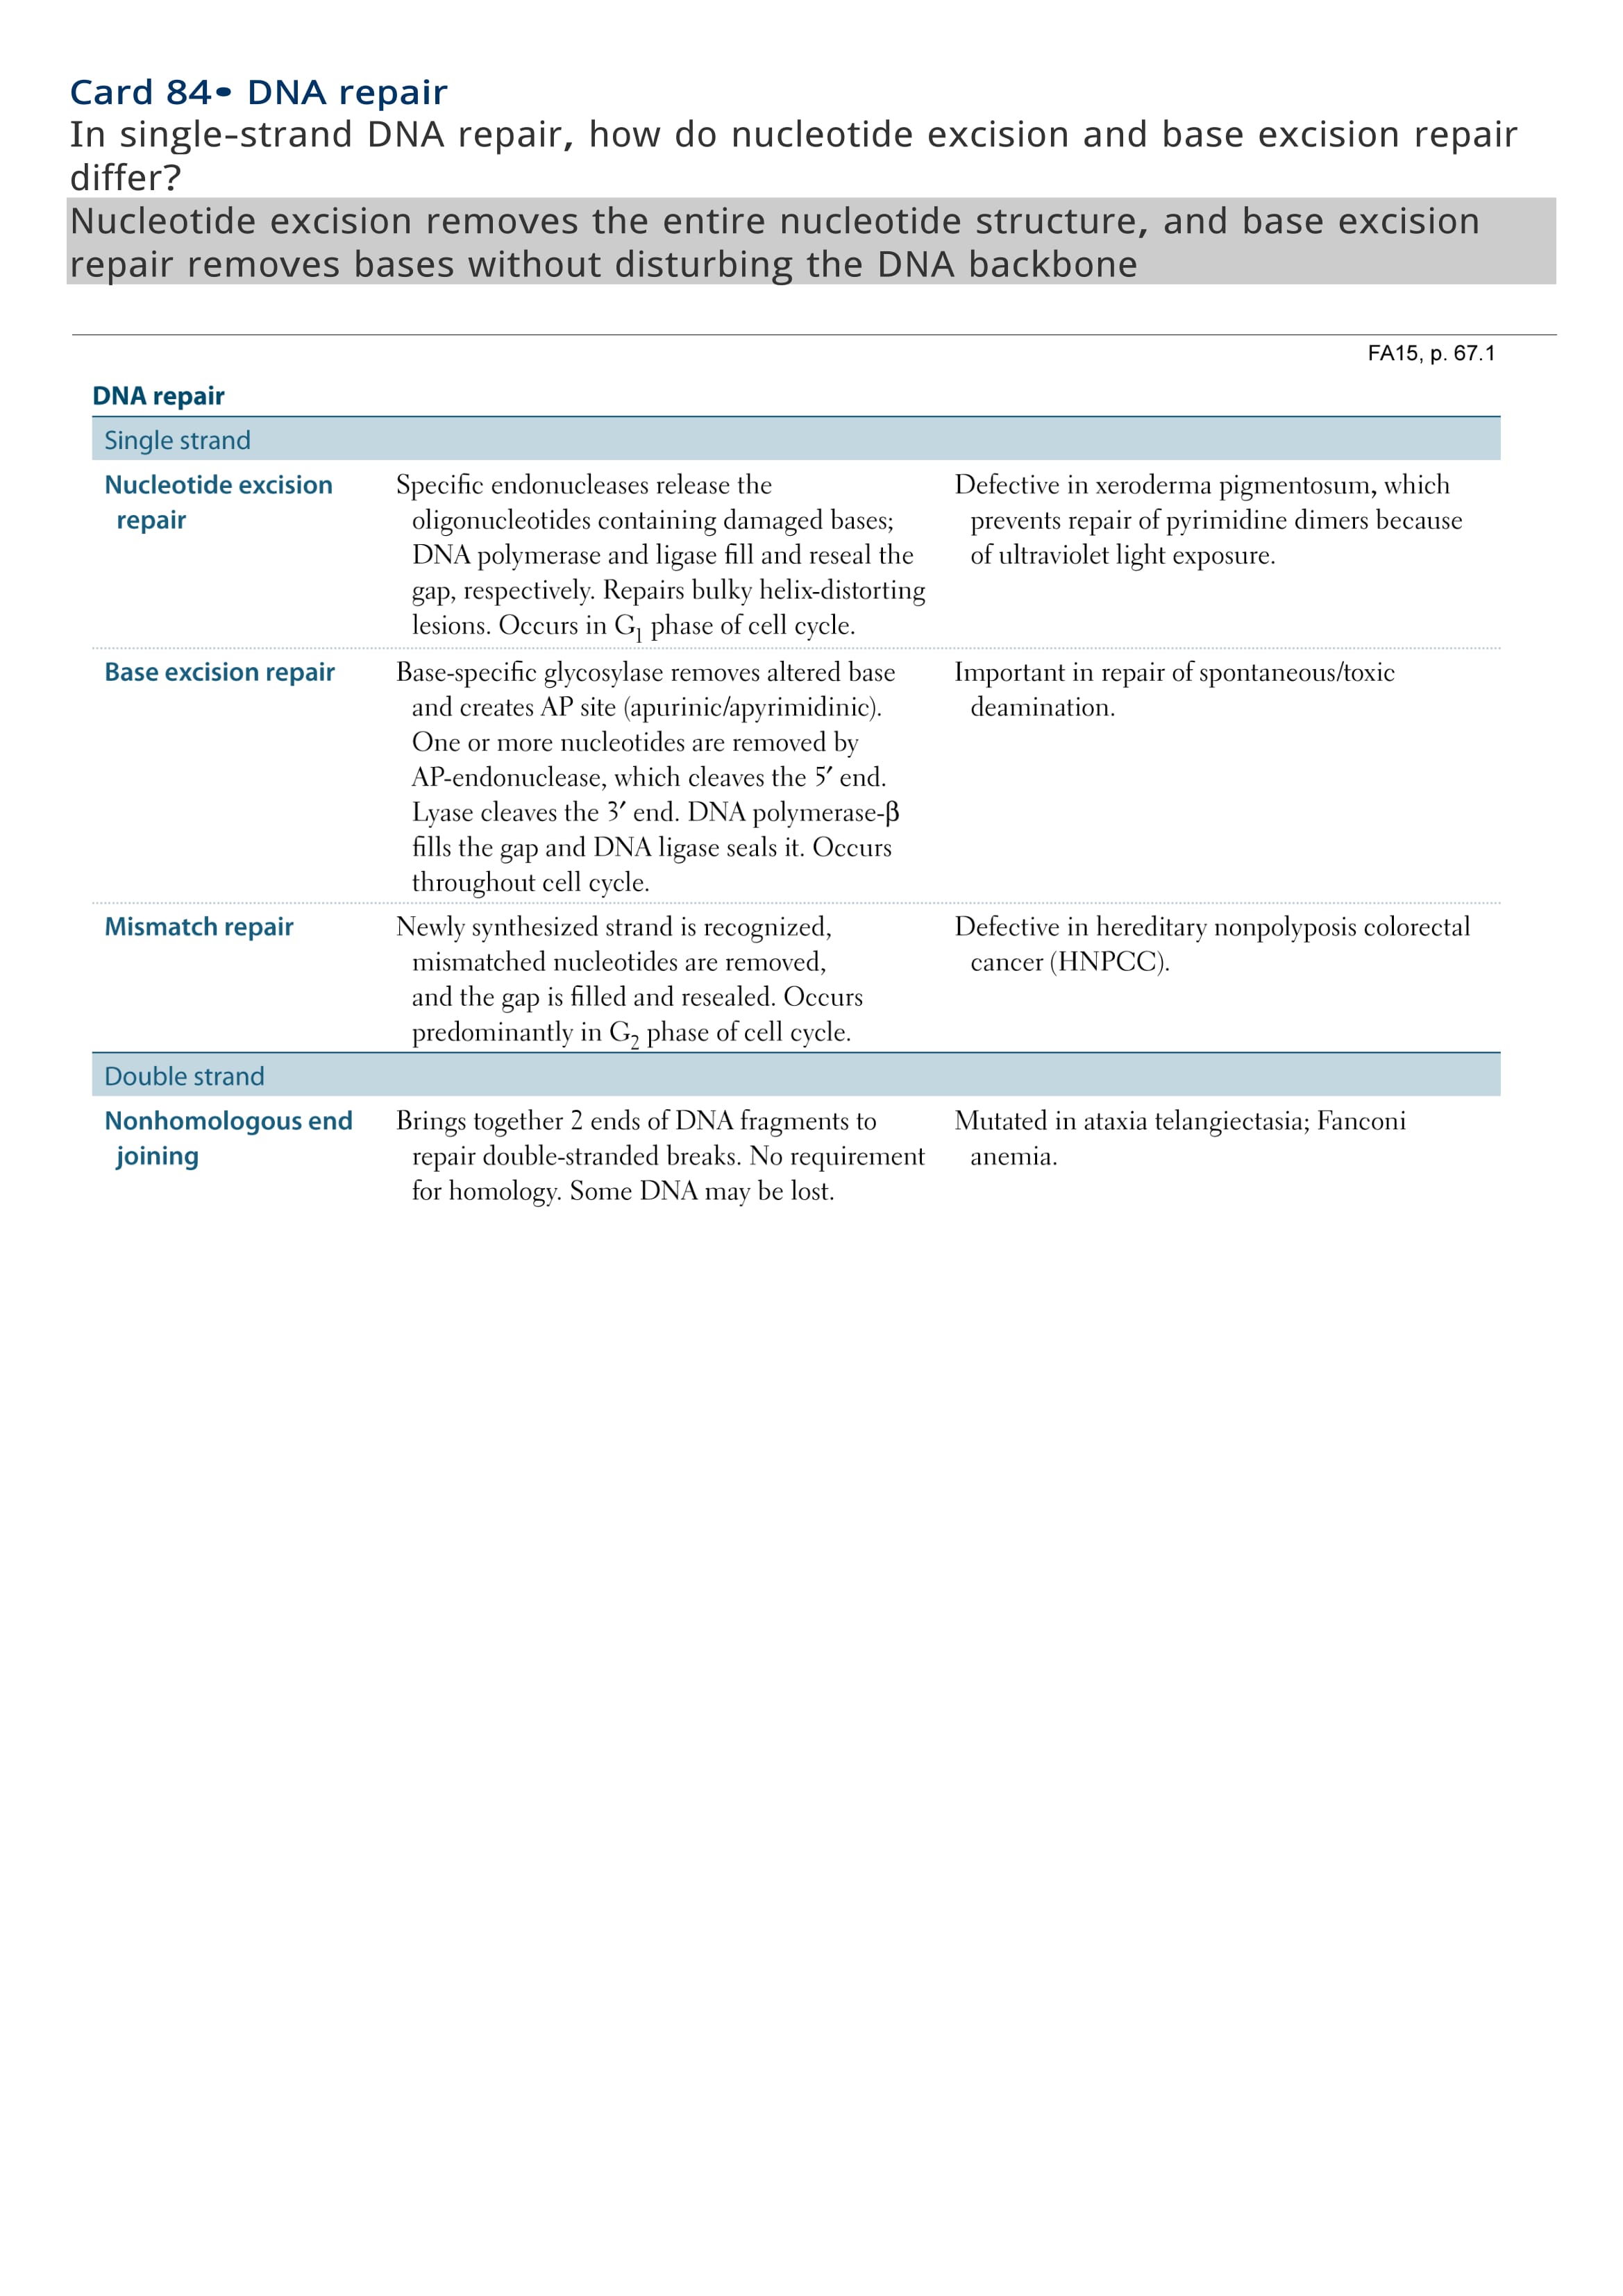 Card 84• DNA repair
In single-strand DNA repair, how do nucleotide excision and base excision repair
differ?
Nucleotide excision removes the entire nucleotide structure, and base excision
repair removes bases without disturbing the DNA backbone
FA15, p. 67.1
DNA repair
Single strand
Nucleotide excision
repair
Specific endonucleases release the
oligonucleotides containing damaged bases;
DNA polymerase and ligase fill and reseal the
gap, respectively. Repairs bulky helix-distorting
lesions. Occurs in G1 phase of cell cycle.
Defective in xeroderma pigmentosum, which
prevents repair of pyrimidine dimers because
of ultraviolet light exposure.
Base excision repair
Base-specific glycosylase removes altered base
and creates AP site (apurinic/apyrimidinic).
One or more nucleotides are removed by
AP-endonuclease, which cleaves the 5′ end.
Lyase cleaves the 3′ end. DNA polymerase-β
fills the gap and DNA ligase seals it. Occurs
throughout cell cycle.
Important in repair of spontaneous/toxic
deamination.
Mismatch repair
Newly synthesized strand is recognized,
mismatched nucleotides are removed,
and the gap is filled and resealed. Occurs
predominantly in G2 phase of cell cycle.
Defective in hereditary nonpolyposis colorectal
cancer (HNPCC).
Double strand
Nonhomologous end
joining
Brings together 2 ends of DNA fragments to
repair double-stranded breaks. No requirement
for homology. Some DNA may be lost.
Mutated in ataxia telangiectasia; Fanconi
anemia.